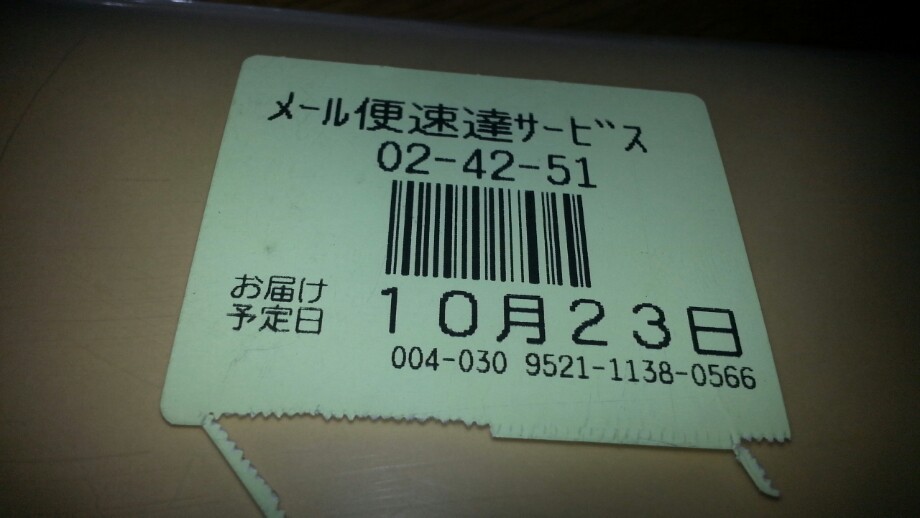 メール便速達サービス
02-42-51
お届け
予定日
10月23日
004-030 9521-1138-0566